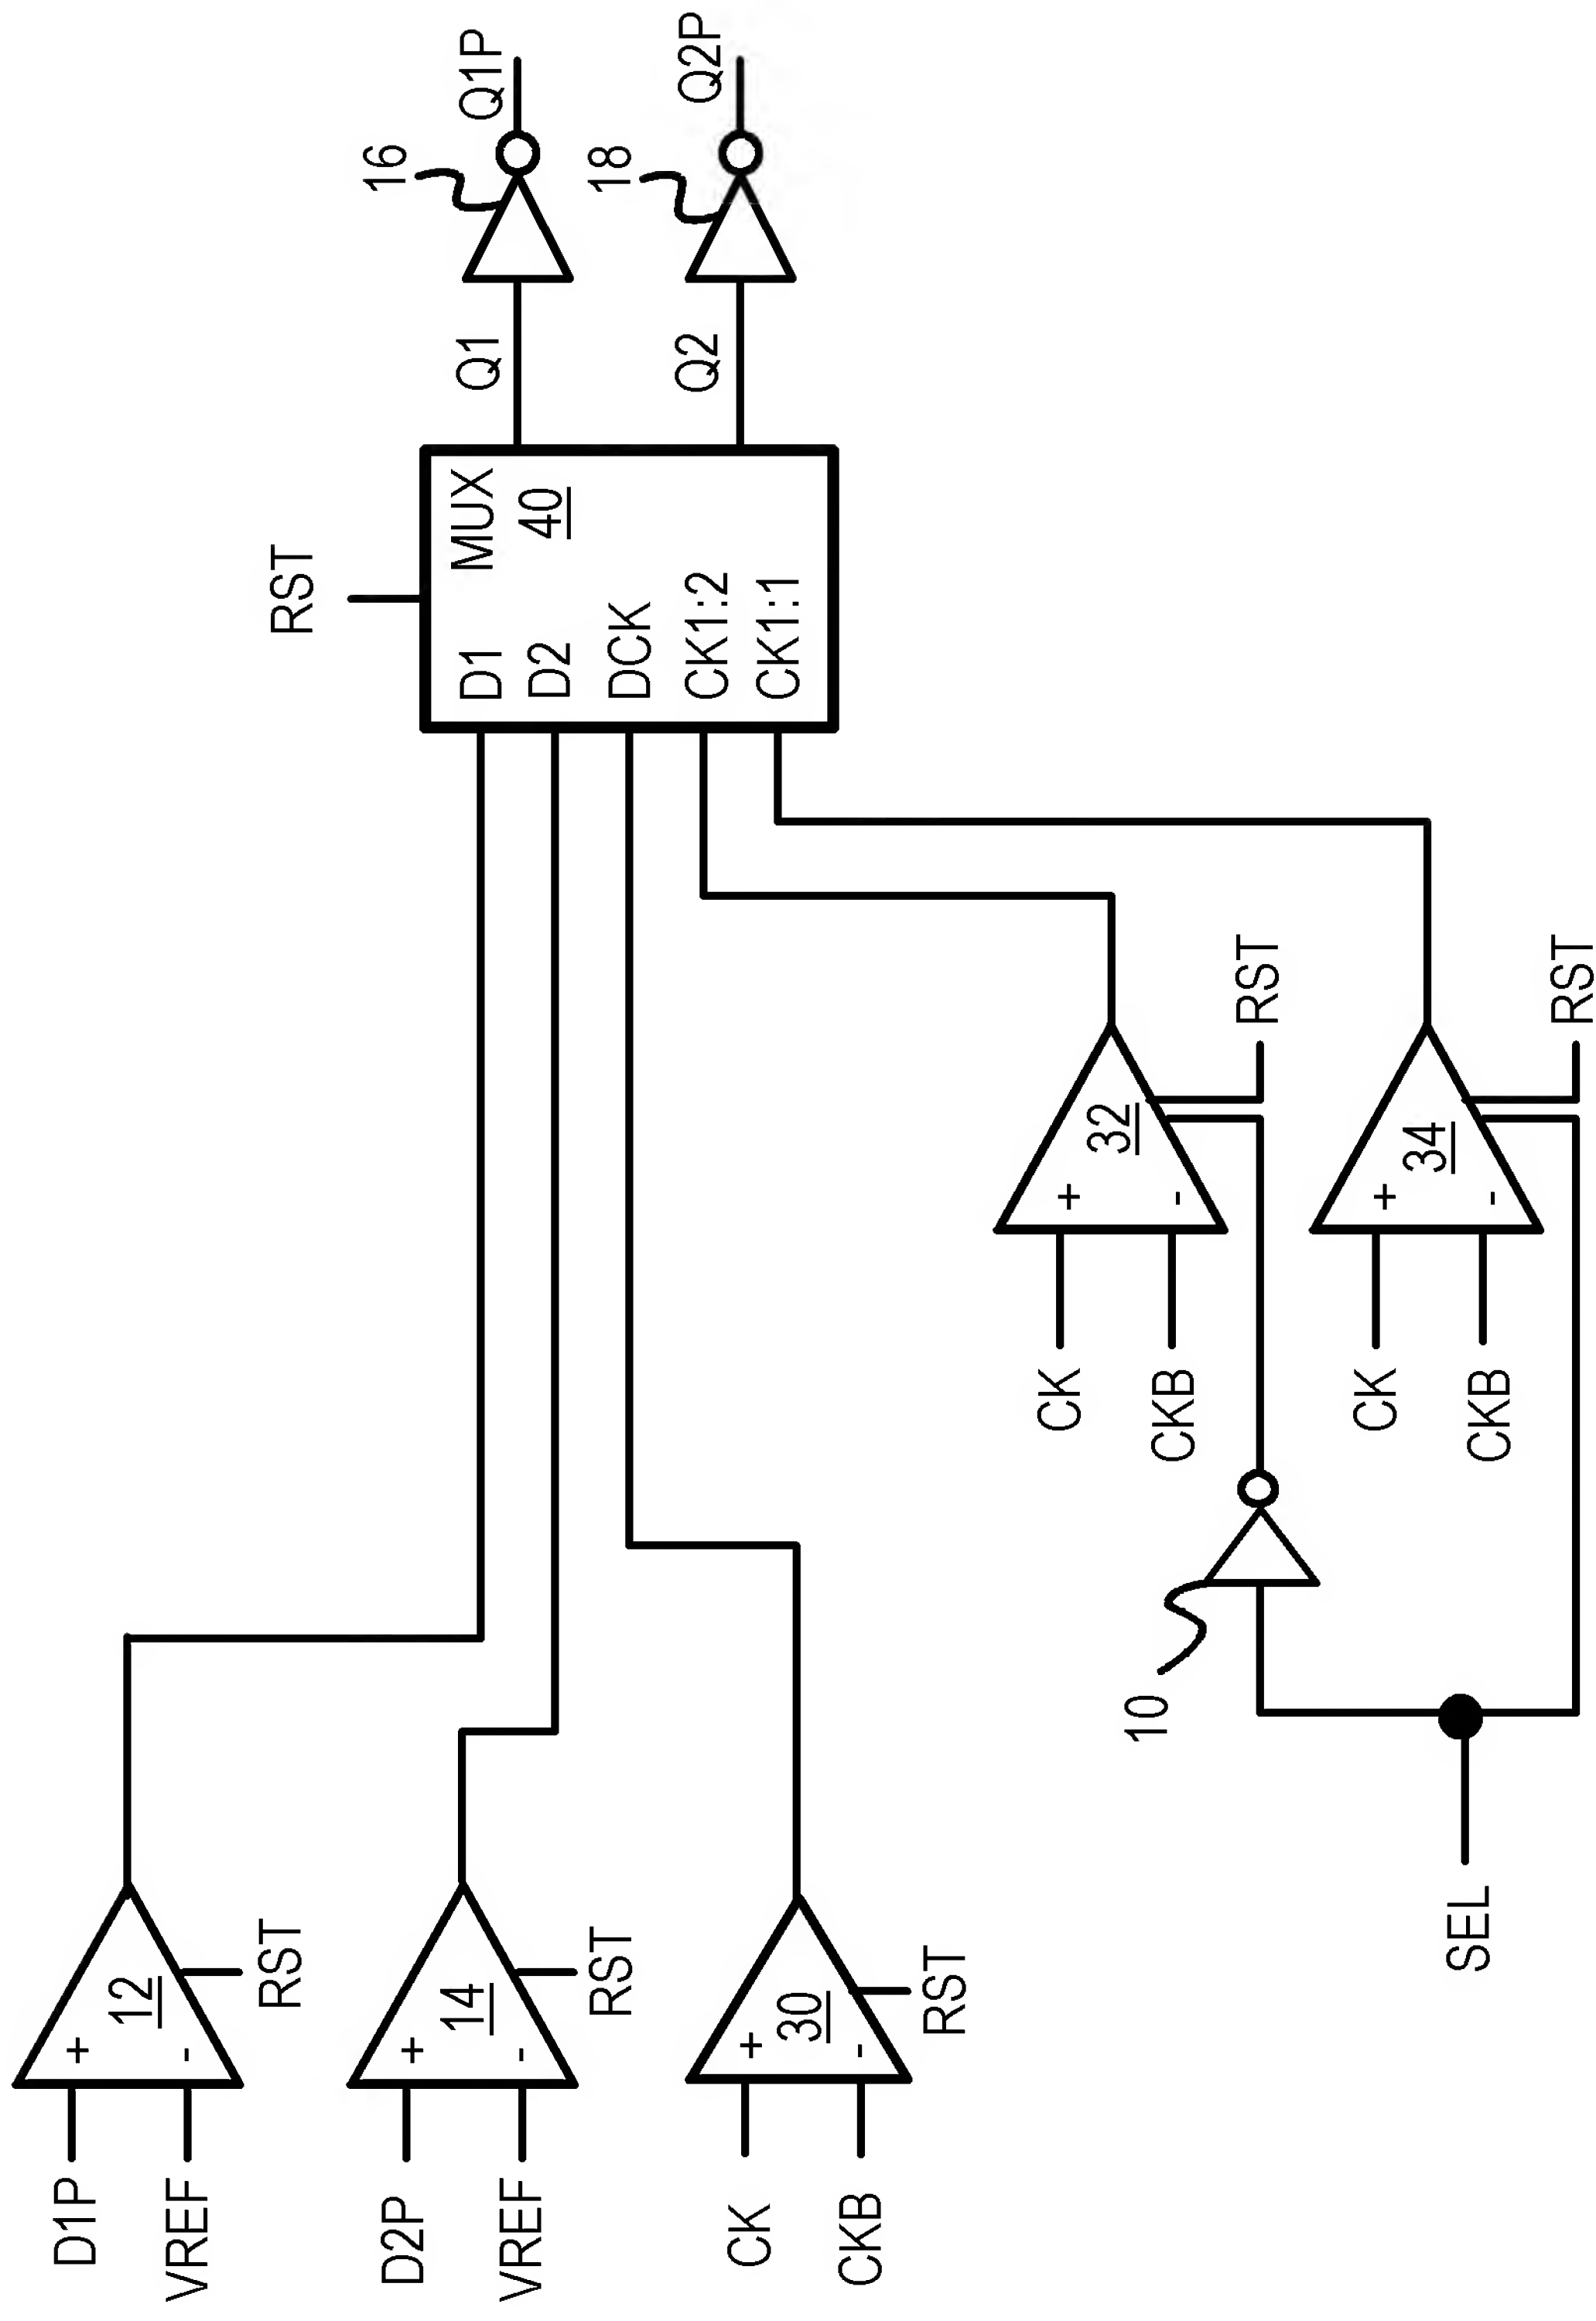 D1P
VREF
+
-
12
RST
D2P
VREF
+
-
14
RST
CK
CKB
+
-
30
RST
SEL
10
CK
CKB
+
-
32
RST
CK
CKB
+
-
34
RST
RST
MUX
40
D1
D2
DCK
CK1:2
CK1:1
Q1
16
Q1P
Q2
18
Q2P